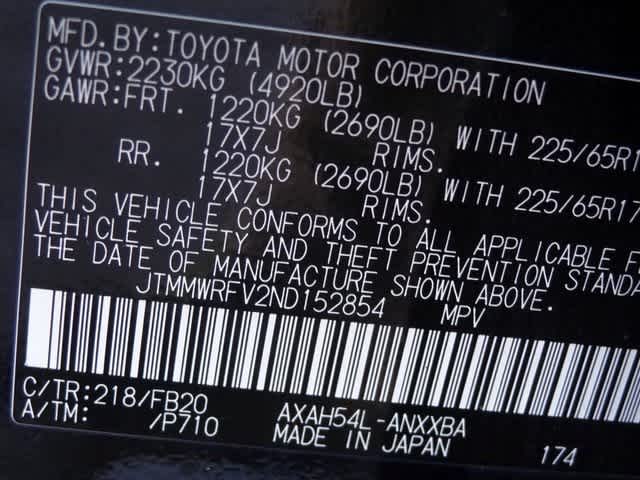 MFD.BY:TOYOTA MOTOR CORPORATION
GVWR:2230KG (4920LB)
GAWR:FRT. 1220KG (2690LB) WITH 225/65R1
17X7J RIMS.
RR. 1220KG (2690LB) WITH 225/65R17
17X7J RIMS.
THIS VEHICLE CONFORMS TO ALL APPLICABLE F
VEHICLE SAFETY AND THEFT PREVENTION STANDA
THE DATE OF MANUFACTURE SHOWN ABOVE.
JTMMWRFV2ND152854 MPV
C/TR:218/FB20 AXAH54L-ANXXBA
A/TM: /P710 MADE IN JAPAN 174